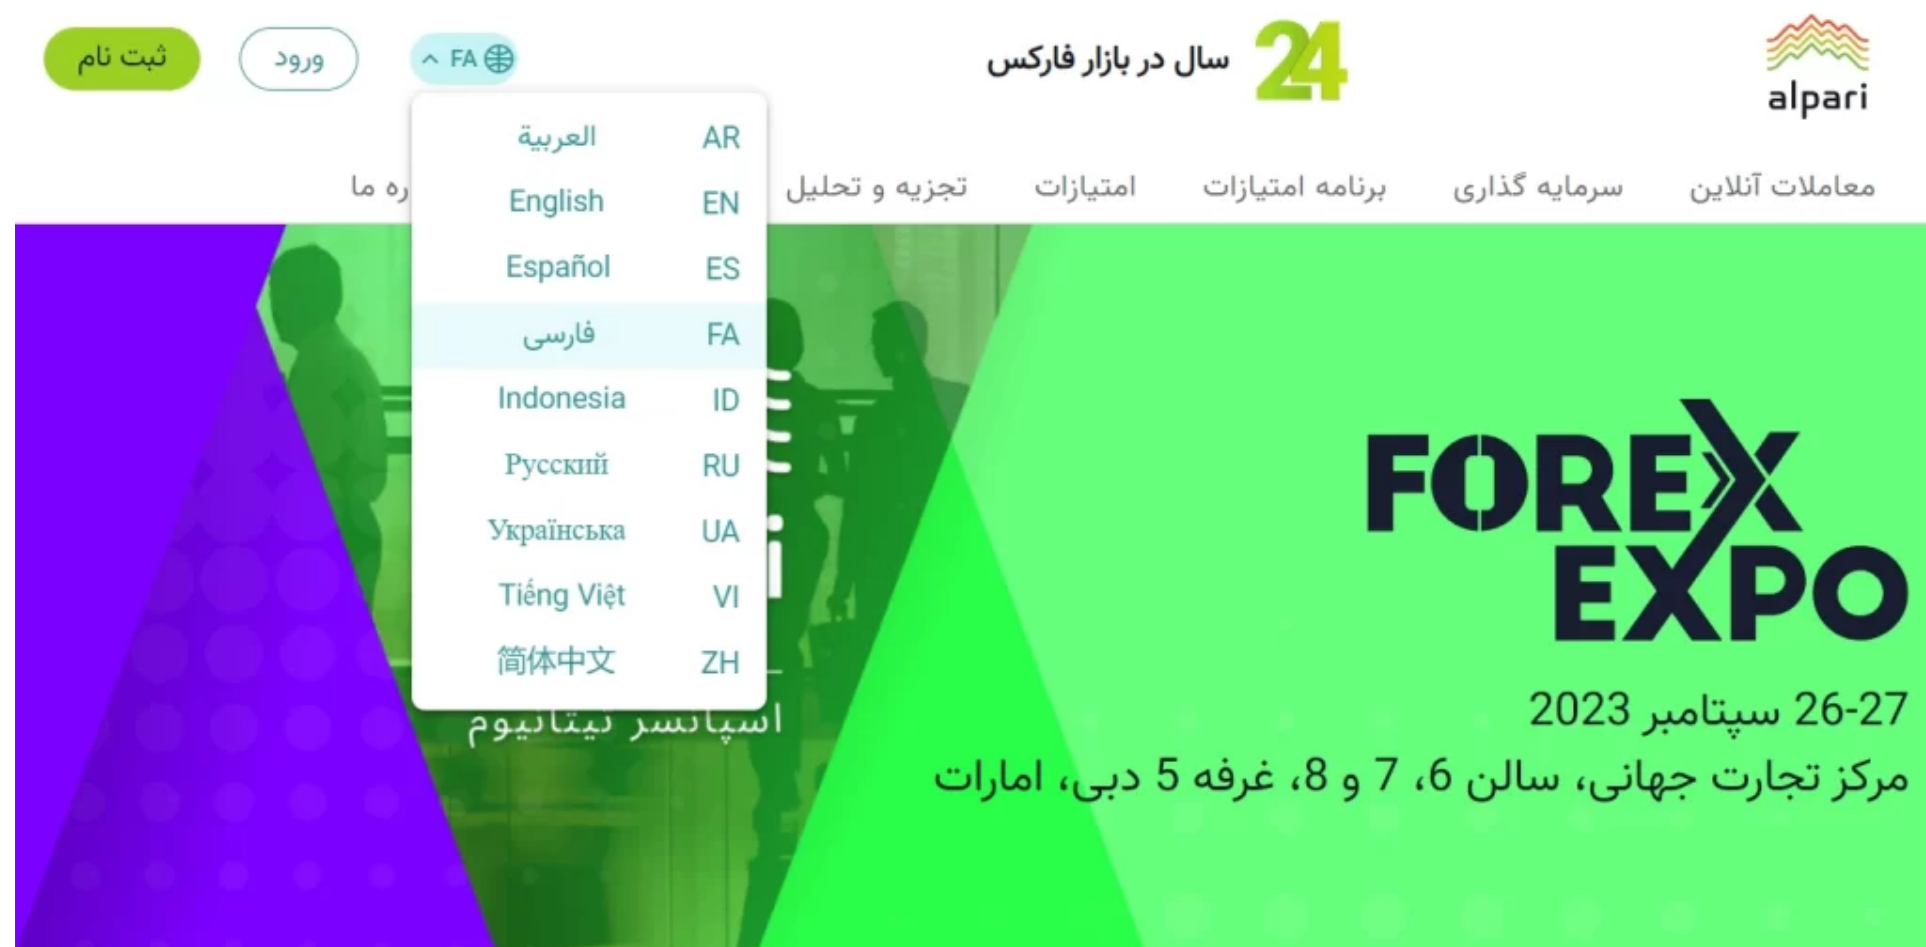 alpari
24 سال در بازار فارکس
FA
ورود
ثبت نام
معاملات آنلاین
سرمایه گذاری
برنامه امتیازات
امتیازات
تجزیه و تحلیل
ما
AR العربية
EN English
ES Español
FA فارسی
ID Indonesia
RU Русский
UA Українська
VI Tiếng Việt
ZH 简体中文
FOREX
EXPO
26-27 سپتامبر 2023
مرکز تجارت جهانی، سالن 6، 7 و 8، غرفه 5 دبی، امارات
اسپانسر تیتانیوم